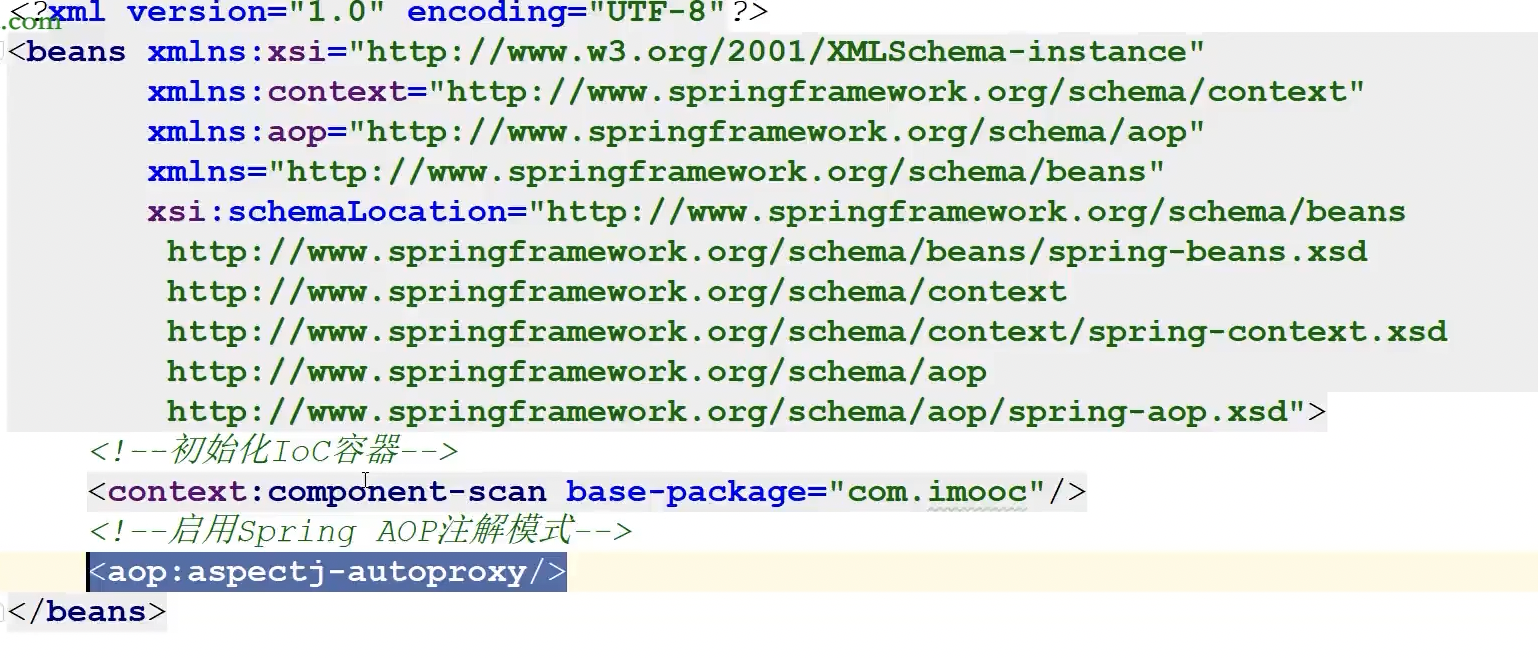 <?xml version="1.0" encoding="UTF-8"?>
.com
<beans xmlns:xsi="http://www.w3.org/2001/XMLSchema-instance"
xmlns:context="http://www.springframework.org/schema/context"
xmlns:aop="http://www.springframework.org/schema/aop"
xmlns="http://www.springframework.org/schema/beans"
xsi:schemaLocation="http://www.springframework.org/schema/beans
http://www.springframework.org/schema/beans/spring-beans.xsd
http://www.springframework.org/schema/context
http://www.springframework.org/schema/context/spring-context.xsd
http://www.springframework.org/schema/aop
http://www.springframework.org/schema/aop/spring-aop.xsd">
<!--初始化IoC容器-->
<context:component-scan base-package="com.imooc"/>
<!--启用Spring AOP注解模式-->
<aop:aspectj-autoproxy/>
</beans>